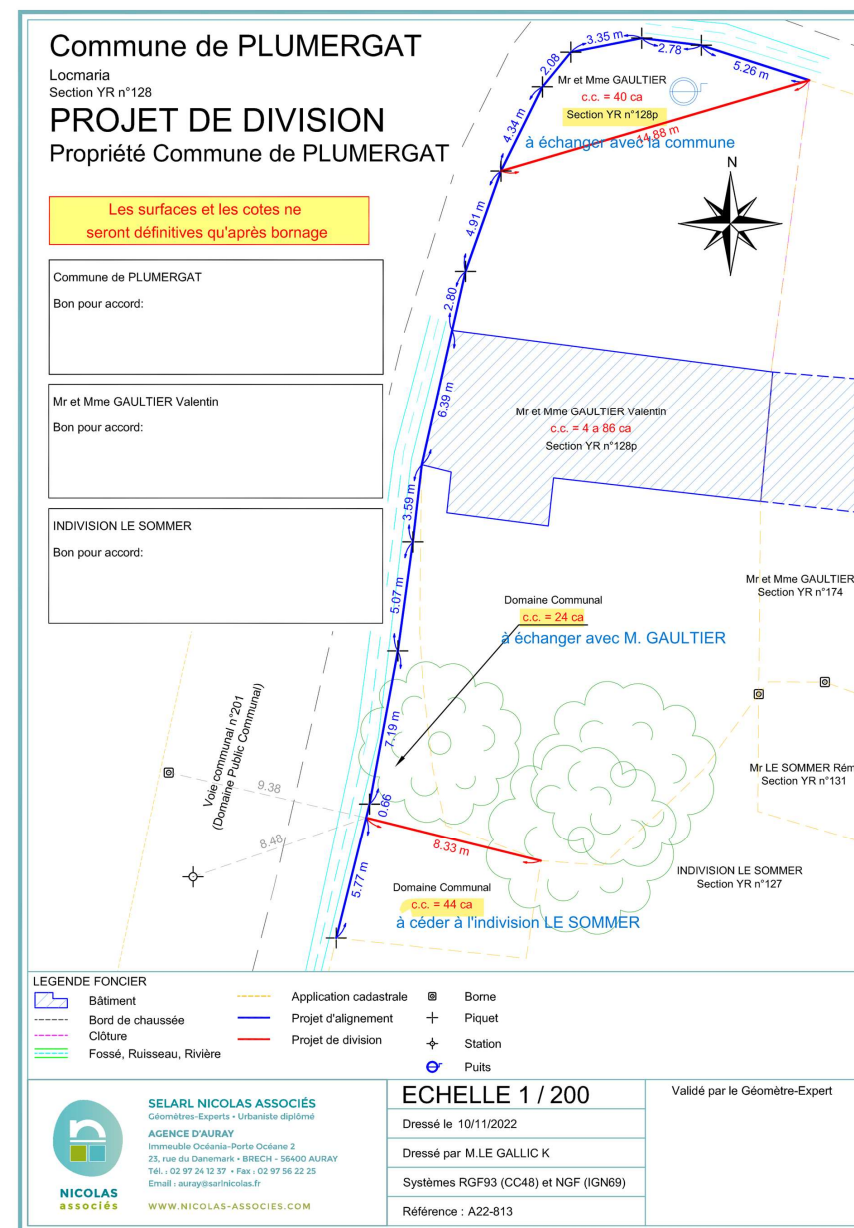 Commune de PLUMERGAT
Locmaria
Section YR n°128
PROJET DE DIVISION
Propriété Commune de PLUMERGAT
Les surfaces et les cotes ne
seront définitives qu'après bornage
Commune de PLUMERGAT
Bon pour accord:
Mr et Mme GAULTIER Valentin
Bon pour accord:
INDIVISION LE SOMMER
Bon pour accord:
3.35 m
2.78
2.08
5.26 m
Mr et Mme GAULTIER
c.c. = 40 ca
Section YR n°128p
4.34 m
14.88 m
à échanger avec la commune
N
4.91 m
2.80
6.39 m
Mr et Mme GAULTIER Valentin
c.c. = 4 a 86 ca
Section YR n°128p
3.59 m
5.07 m
Mr et Mme GAULTIER
Section YR n°174
Domaine Communal
c.c. = 24 ca
à échanger avec M. GAULTIER
7.19 m
Voie communal n°201
(Domaine Public Communal)
9.38
0.66
8.48
8.33 m
Mr LE SOMMER Rém
Section YR n°131
INDIVISION LE SOMMER
Section YR n°127
5.77 m
Domaine Communal
c.c. = 44 ca
à céder à l'indivision LE SOMMER
LEGENDE FONCIER
Bâtiment
Bord de chaussée
Clôture
Fossé, Ruisseau, Rivière
Application cadastrale
Projet d'alignement
Projet de division
Borne
Piquet
Station
Puits
NICOLAS
associés
SELARL NICOLAS ASSOCIÉS
Géomètres-Experts • Urbaniste diplômé
AGENCE D'AURAY
Immeuble Océania-Porte Océane 2
23, rue du Danemark • BRECH - 56400 AURAY
Tél. : 02 97 24 12 37 • Fax : 02 97 56 22 25
Email : auray@sarlnicolas.fr
WWW.NICOLAS-ASSOCIES.COM
ECHELLE 1 / 200
Dressé le 10/11/2022
Dressé par M.LE GALLIC K
Systèmes RGF93 (CC48) et NGF (IGN69)
Référence : A22-813
Validé par le Géomètre-Expert